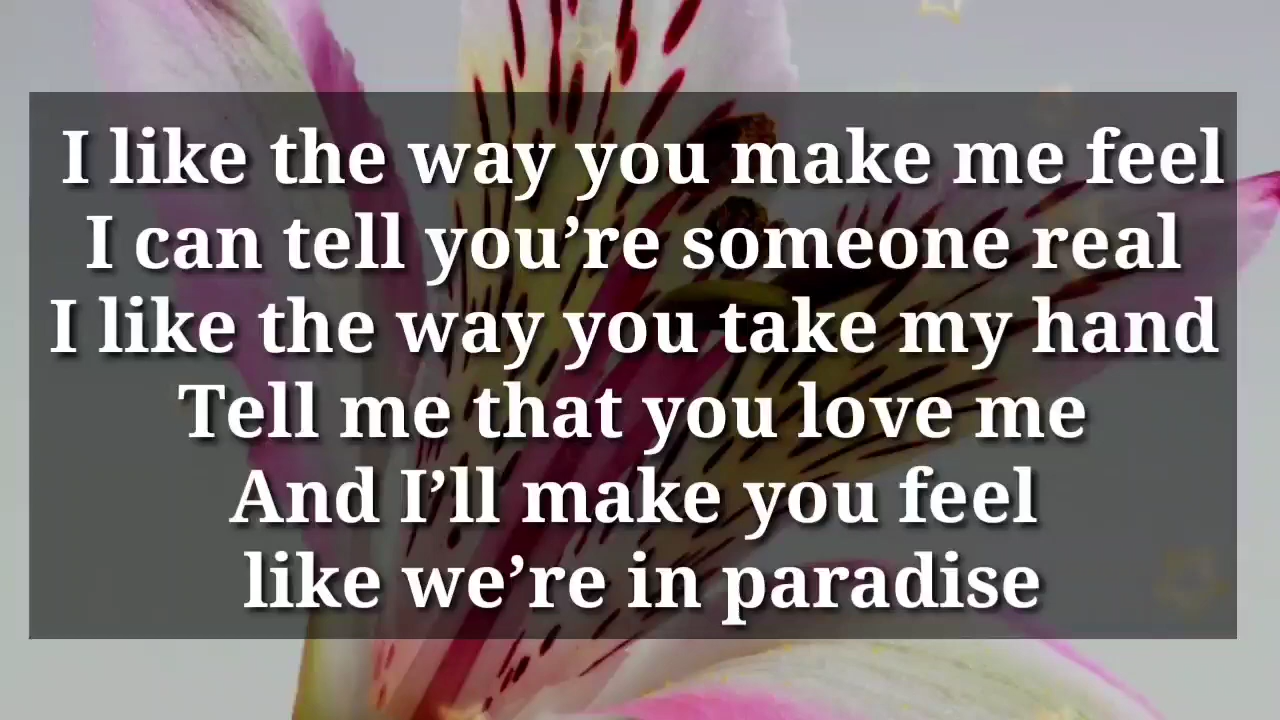 I like the way you make me feel
I can tell you’re someone real
I like the way you take my hand
Tell me that you love me
And I’ll make you feel
like we’re in paradise